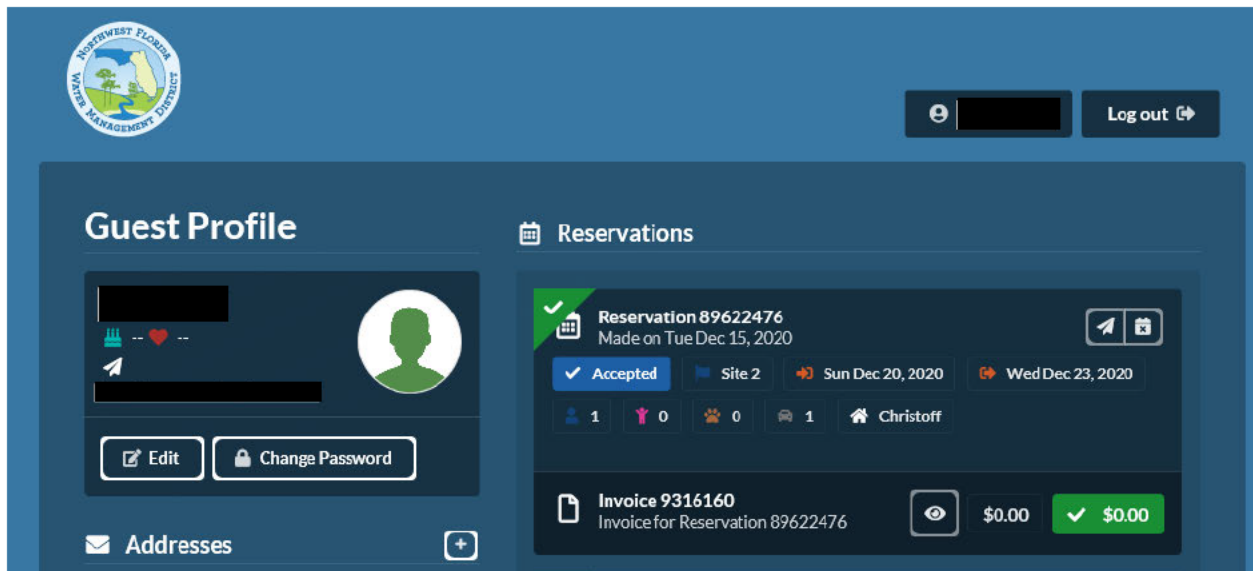 NORTHWEST FLORIDA
WATER MANAGEMENT DISTRICT
Log out
Guest Profile
-- --
Edit
Change Password
Addresses
+
Reservations
Reservation 89622476
Made on Tue Dec 15, 2020
Accepted Site 2 Sun Dec 20, 2020 Wed Dec 23, 2020
1 0 0 1 Christoff
Invoice 9316160
Invoice for Reservation 89622476
$0.00 $0.00